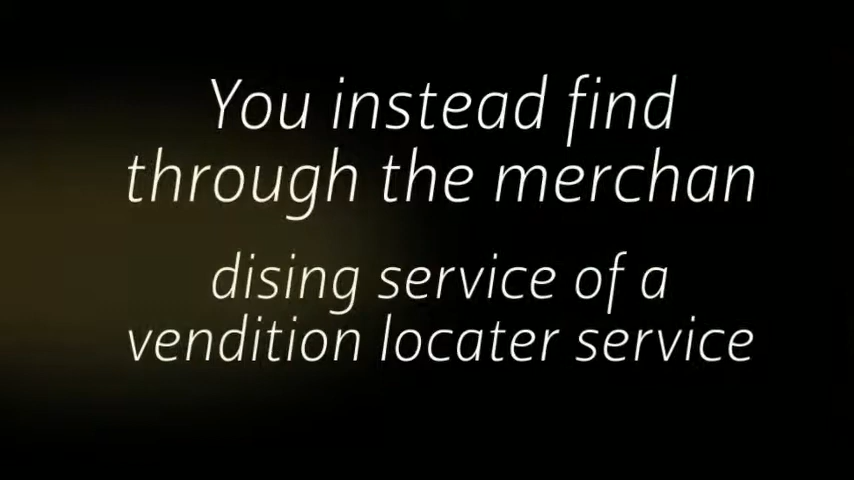 You instead find
through the merchan
dising service of a
vendition locater service